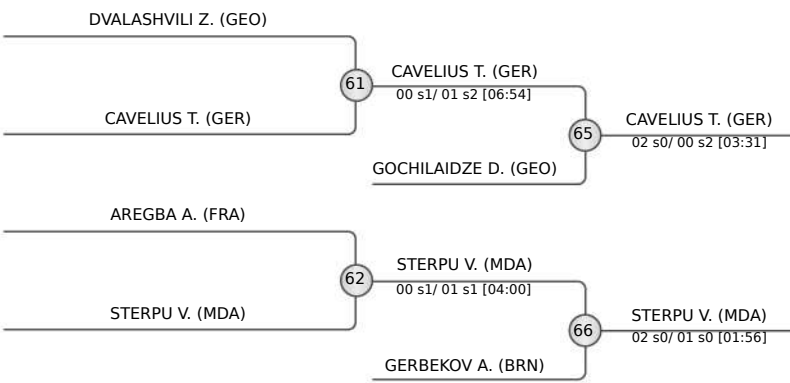 DVALASHVILI Z. (GEO)
61
CAVELIUS T. (GER)
00 s1/ 01 s2 [06:54]
CAVELIUS T. (GER)
65
CAVELIUS T. (GER)
02 s0/ 00 s2 [03:31]
GOCHILAIDZE D. (GEO)
AREGBA A. (FRA)
62
STERPU V. (MDA)
00 s1/ 01 s1 [04:00]
STERPU V. (MDA)
66
STERPU V. (MDA)
02 s0/ 01 s0 [01:56]
GERBEKOV A. (BRN)